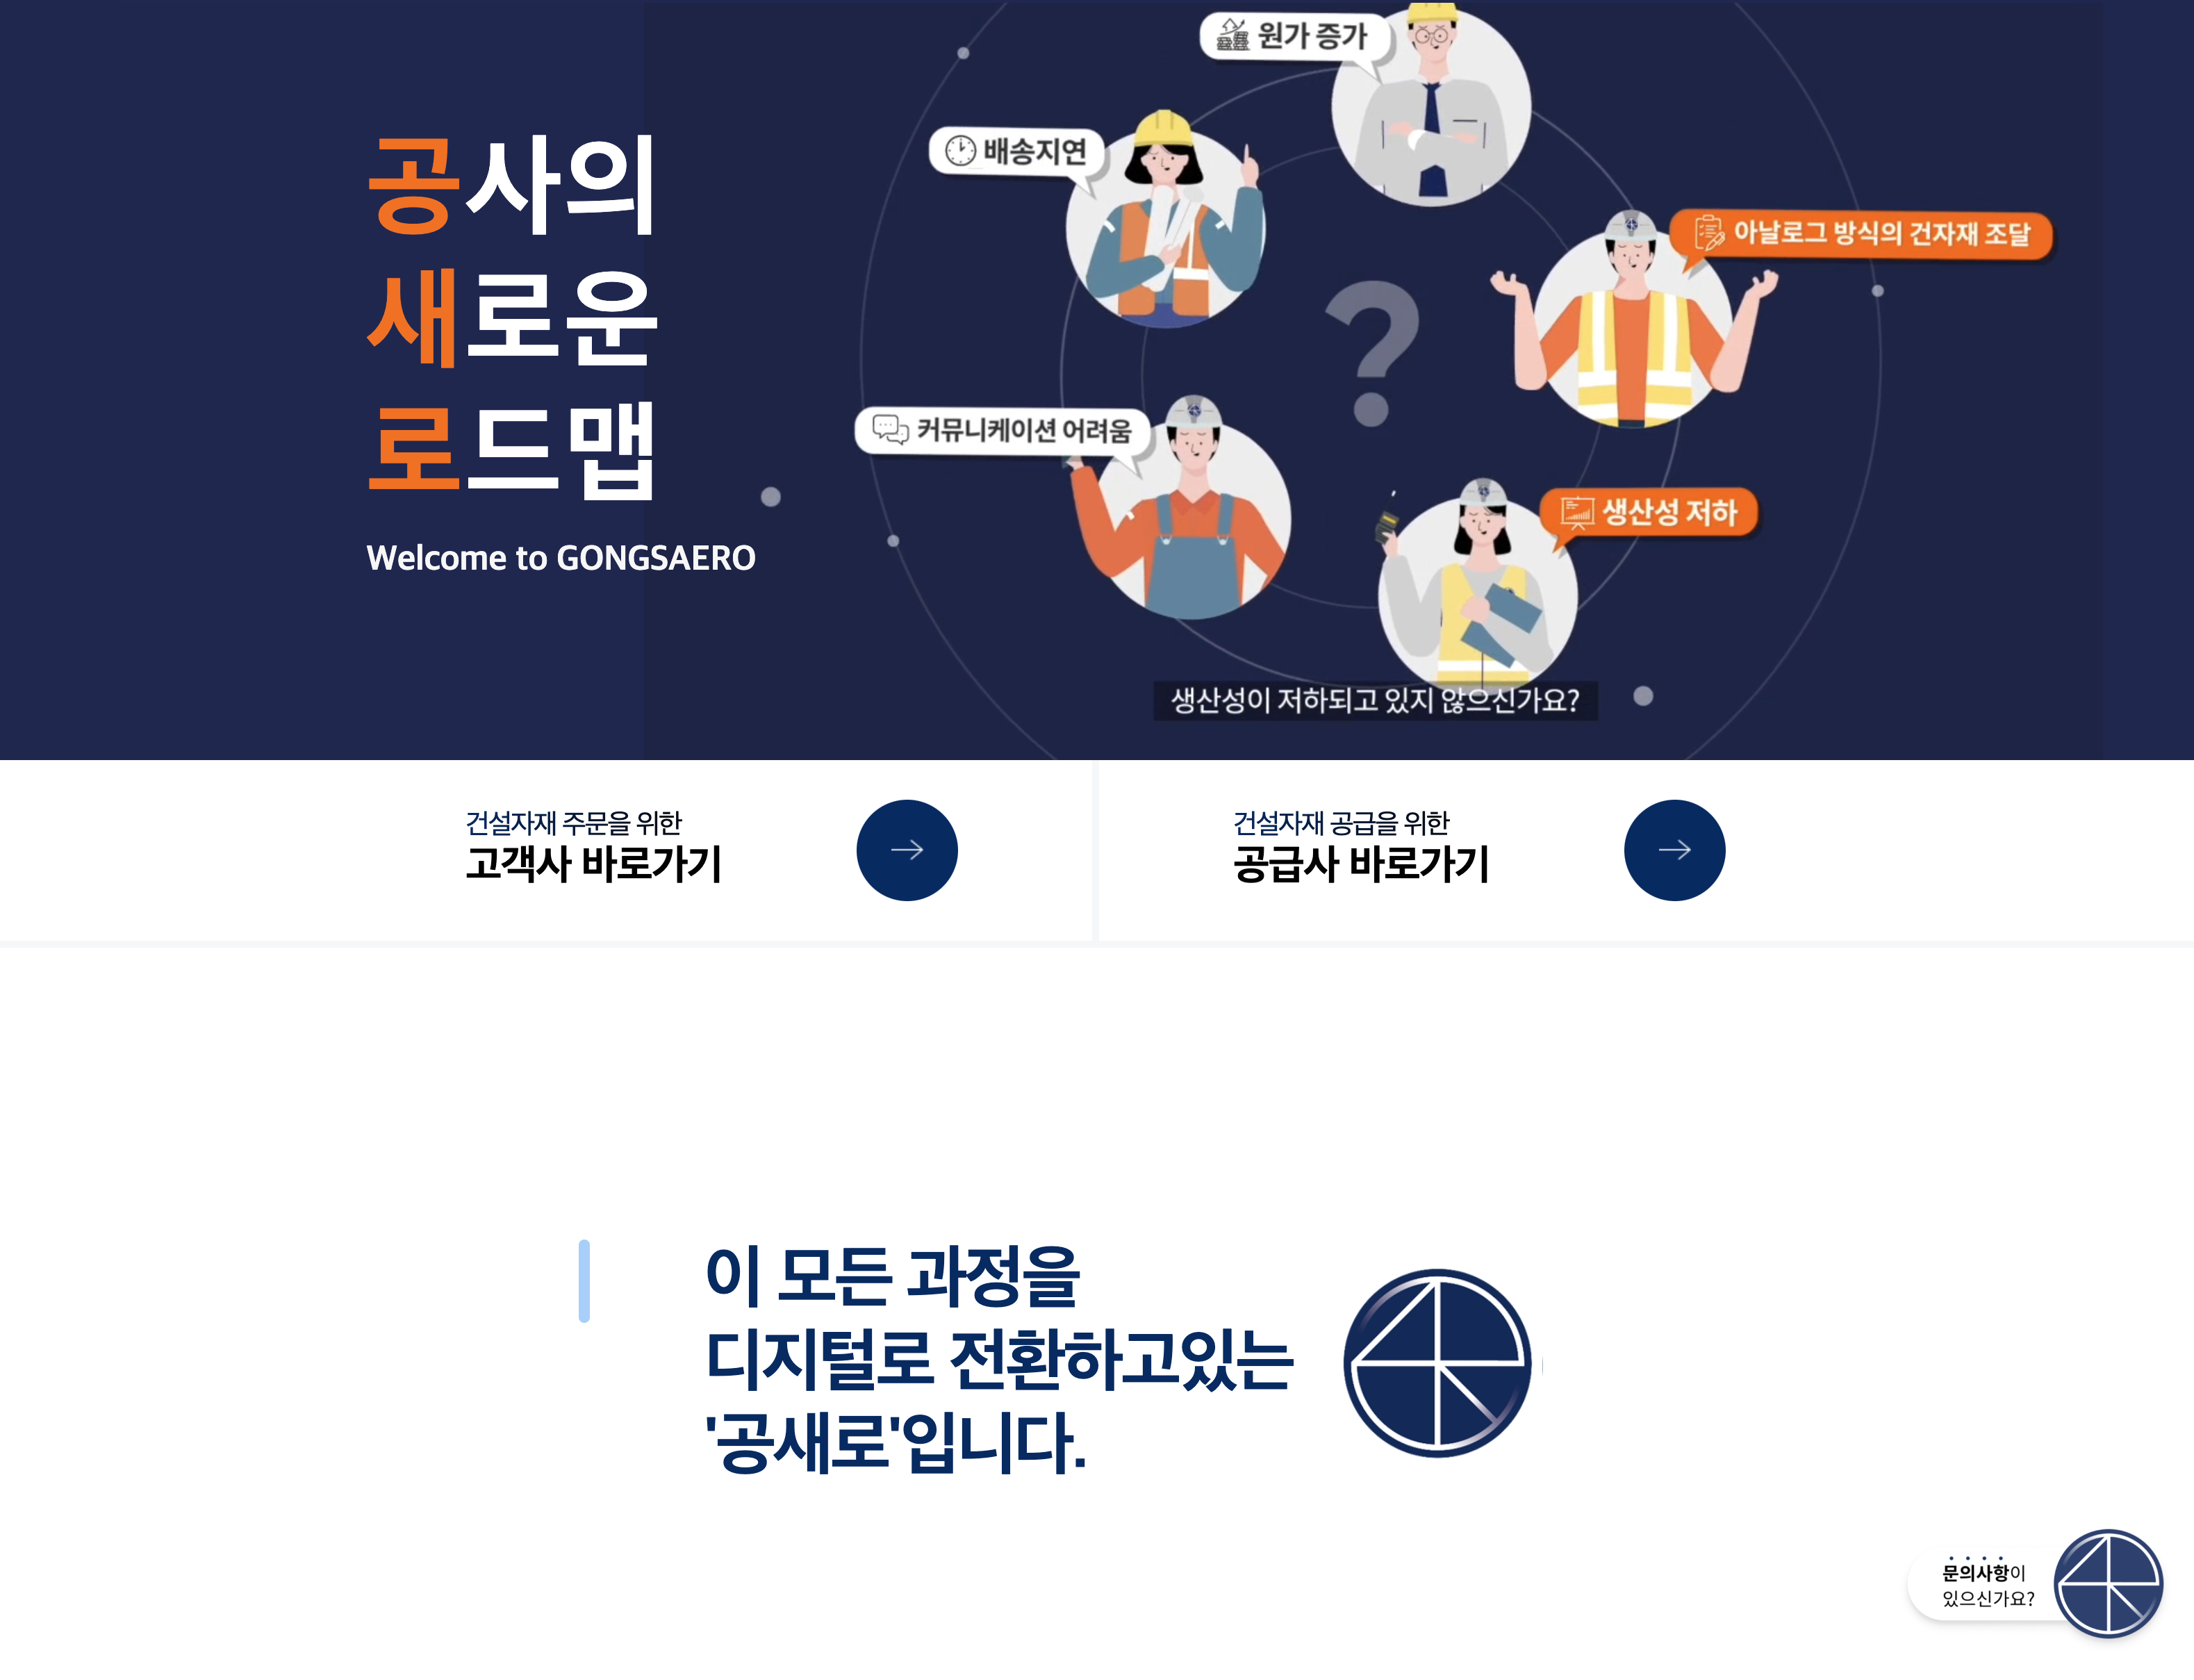 공사의
새로운
로드맵
Welcome to GONGSAERO
원가 증가
배송지연
아날로그 방식의 건자재 조달
커뮤니케이션 어려움
생산성 저하
생산성이 저하되고 있지 않으신가요?
건설자재 주문을 위한
고객사 바로가기
건설자재 공급을 위한
공급사 바로가기
이 모든 과정을
디지털로 전환하고있는
'공새로'입니다.
문의사항이
있으신가요?